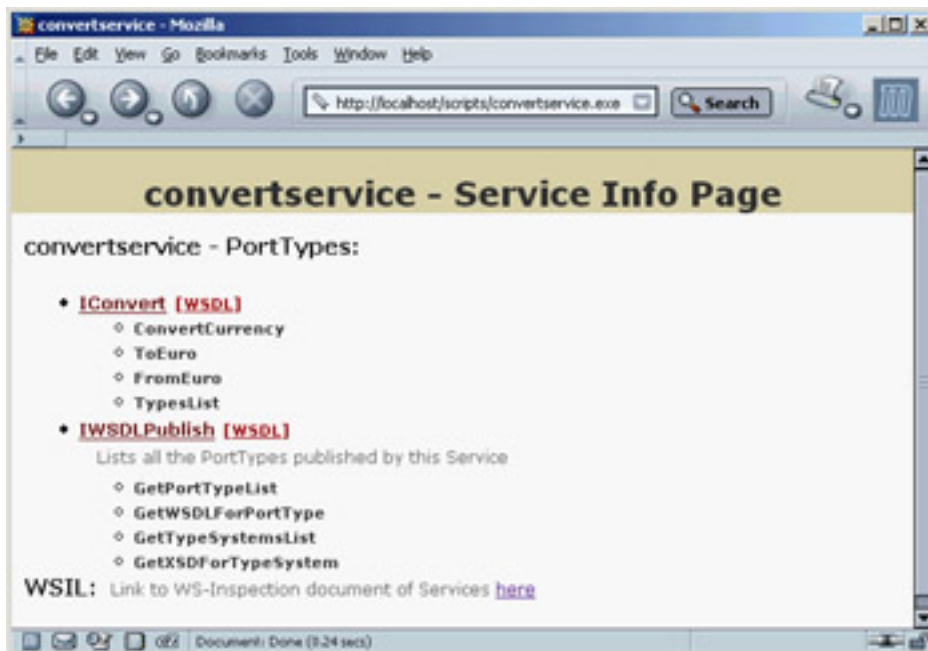 convertservice - Mozilla
File Edit View Go Bookmarks Tools Window Help
http://localhost/scripts/convertservice.exe Search
convertservice - Service Info Page
convertservice - PortTypes:
IConvert [WSDL]
ConvertCurrency
ToEuro
FromEuro
TypesList
IWSDLPublish [WSDL]
Lists all the PortTypes published by this Service
GetPortTypeList
GetWSDLForPortType
GetTypeSystemsList
GetXSDForTypeSystem
WSIL: Link to WS-Inspection document of Services here
Document: Done (0.24 secs)